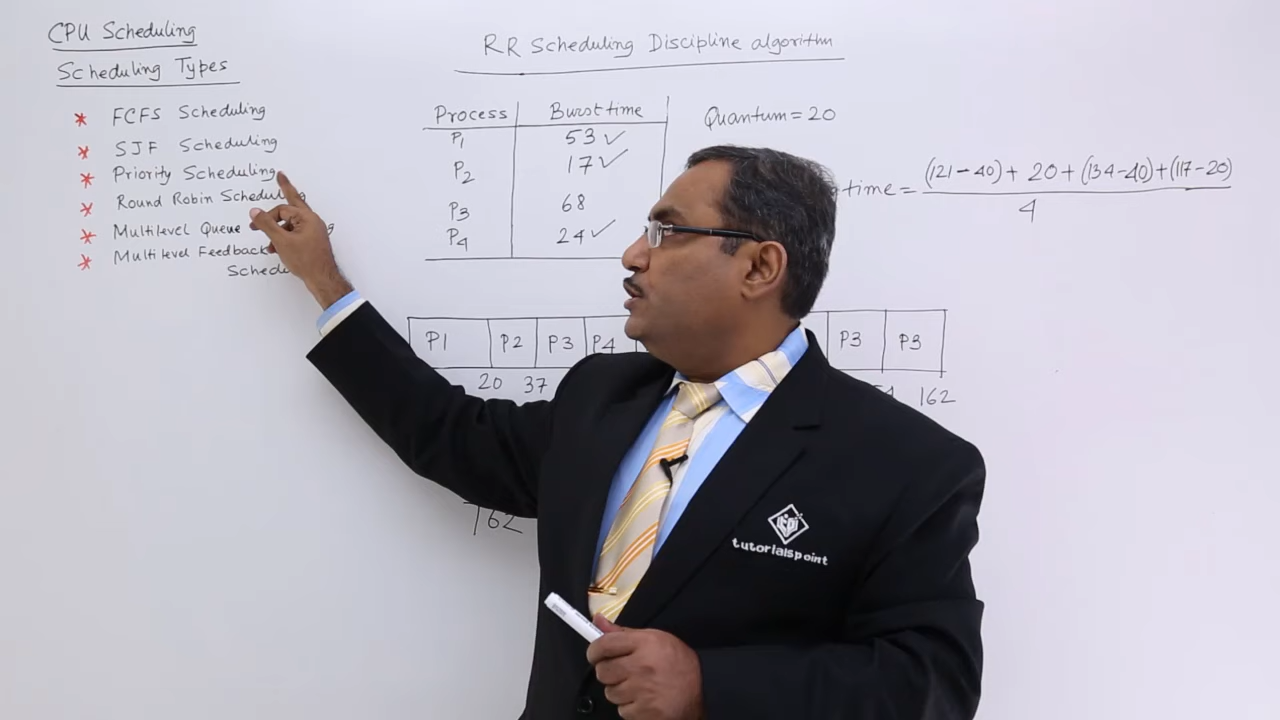 CPU Scheduling
Scheduling Types
* FCFS Scheduling
* SJF Scheduling
* Priority Scheduling
* Round Robin
* Multilevel Queue
* Multilevel Feedback
RR Scheduling Discipline algorithm
Process Burst time
P1 53 ✓
P2 17 ✓
P3 68
P4 24 ✓
Quantum = 20
time = (121-40) + 20 + (134-40) + (117-20)
4
P1 P2 P3 P4 P3 P3
20 37 162
162
tutorialspoint